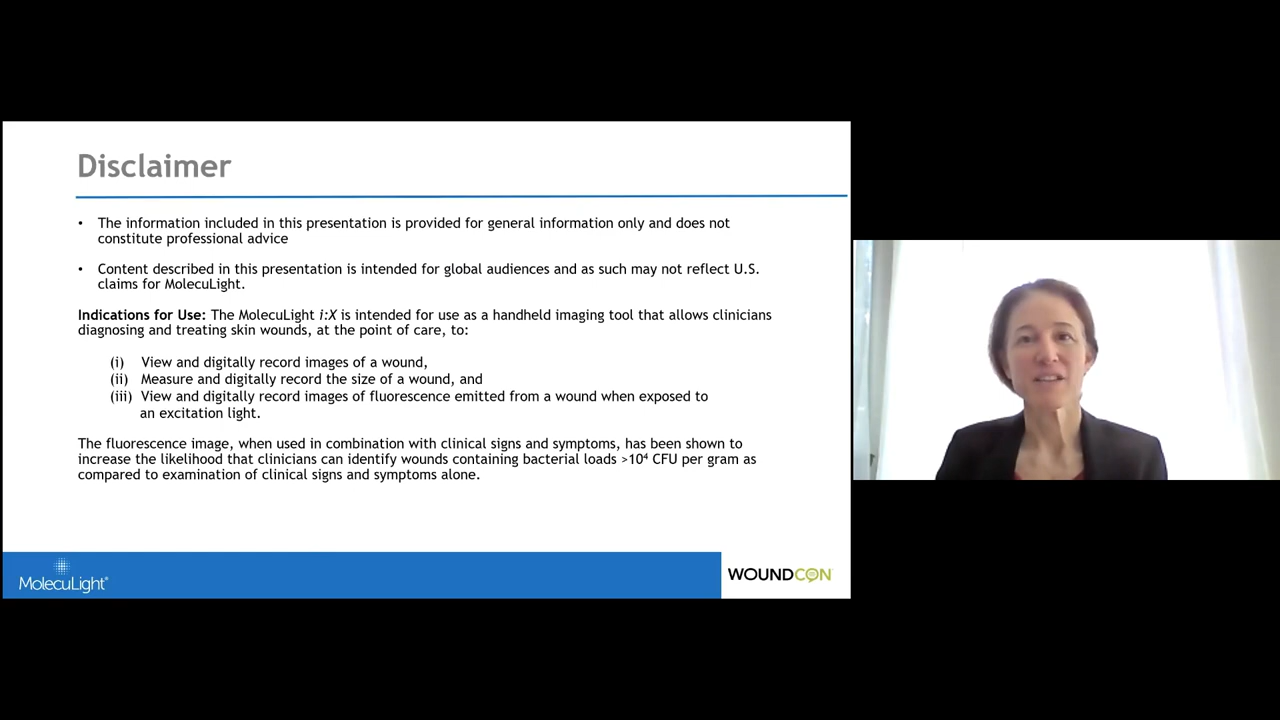 Disclaimer
• The information included in this presentation is provided for general information only and does not
constitute professional advice
• Content described in this presentation is intended for global audiences and as such may not reflect U.S.
claims for MolecuLight.
Indications for Use: The MolecuLight i:X is intended for use as a handheld imaging tool that allows clinicians
diagnosing and treating skin wounds, at the point of care, to:
(i) View and digitally record images of a wound,
(ii) Measure and digitally record the size of a wound, and
(iii) View and digitally record images of fluorescence emitted from a wound when exposed to
an excitation light.
The fluorescence image, when used in combination with clinical signs and symptoms, has been shown to
increase the likelihood that clinicians can identify wounds containing bacterial loads >10⁴ CFU per gram as
compared to examination of clinical signs and symptoms alone.
MolecuLight®
WOUNDCON